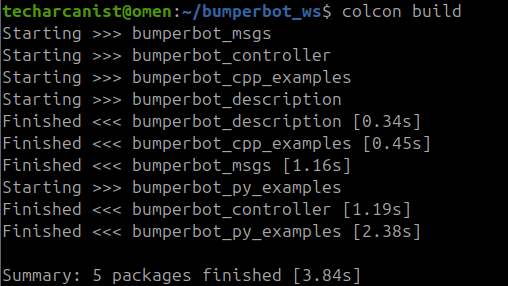 techarcanist@omen:~/bumperbot_ws$ colcon build
Starting >>> bumperbot_msgs
Starting >>> bumperbot_controller
Starting >>> bumperbot_cpp_examples
Starting >>> bumperbot_description
Finished <<< bumperbot_description [0.34s]
Finished <<< bumperbot_cpp_examples [0.45s]
Finished <<< bumperbot_msgs [1.16s]
Starting >>> bumperbot_py_examples
Finished <<< bumperbot_controller [1.19s]
Finished <<< bumperbot_py_examples [2.38s]
Summary: 5 packages finished [3.84s]